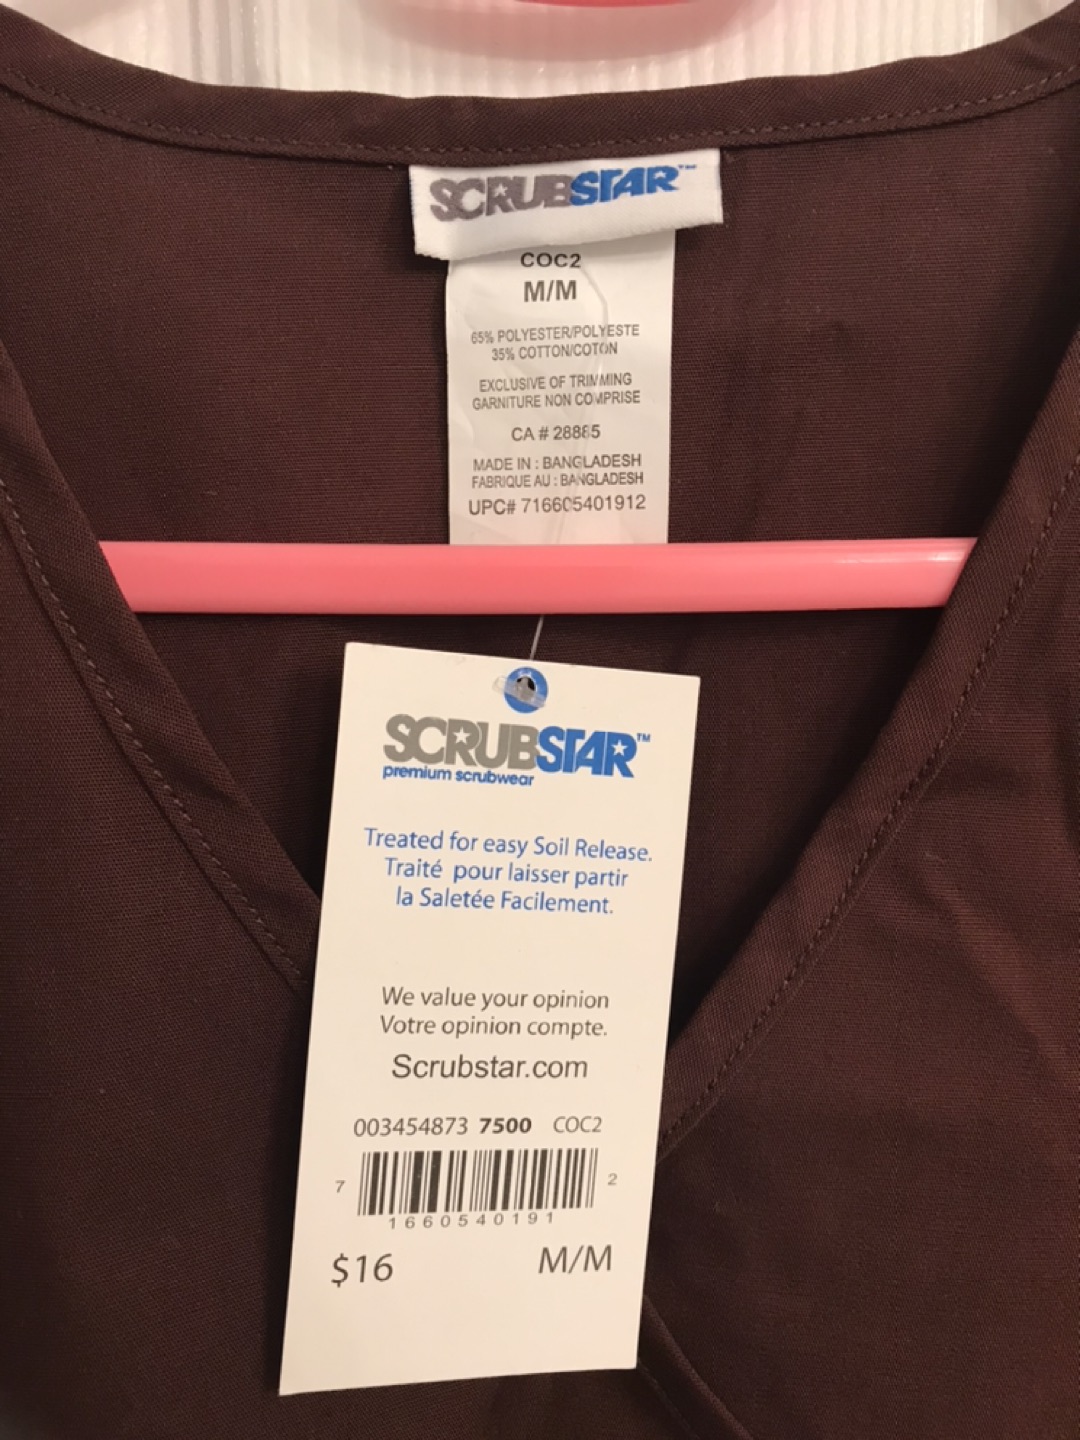 SCRUBSTAR™
COC2
M/M
65% POLYESTER/POLYESTE
35% COTTON/COTON
EXCLUSIVE OF TRIMMING
GARNITURE NON COMPRISE
CA # 28885
MADE IN : BANGLADESH
FABRIQUE AU : BANGLADESH
UPC# 716605401912
SCRUBSTAR™
premium scrubwear
Treated for easy Soil Release.
Traité pour laisser partir
la Saletée Facilement.
We value your opinion
Votre opinion compte.
Scrubstar.com
003454873 7500 COC2
7 1660540191 2
$16 M/M